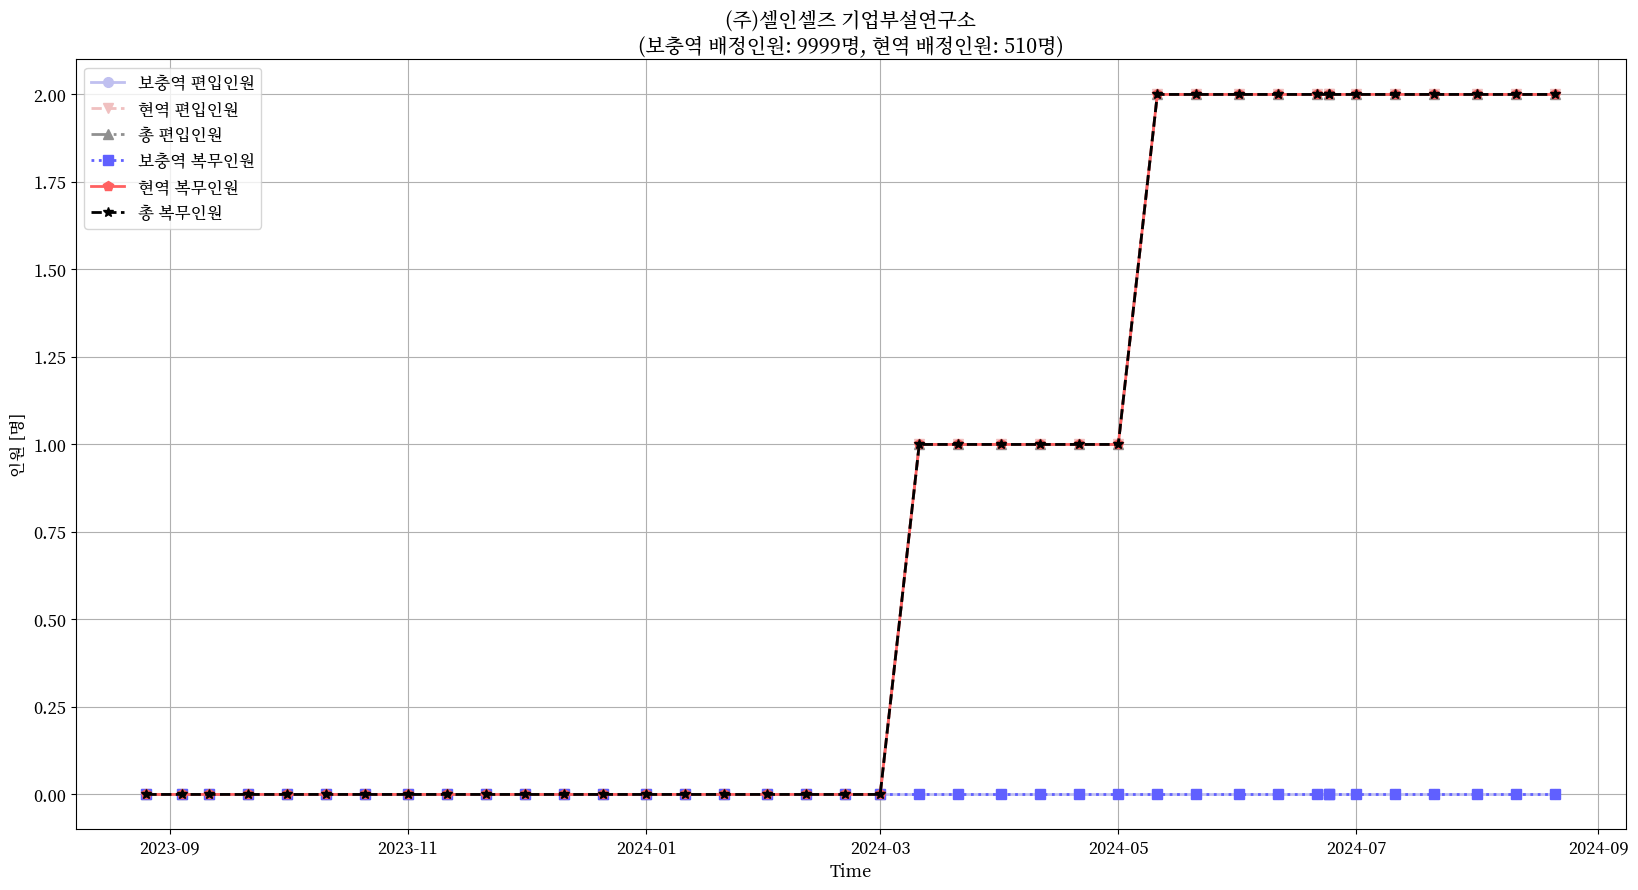 (주)셀인셀즈 기업부설연구소
(보충역 배정인원: 9999명, 현역 배정인원: 510명)
보충역 편입인원
현역 편입인원
총 편입인원
보충역 복무인원
현역 복무인원
총 복무인원
2.00
1.75
1.50
1.25
1.00
0.75
0.50
0.25
0.00
인원 [명]
2023-09
2023-11
2024-01
2024-03
2024-05
2024-07
2024-09
Time